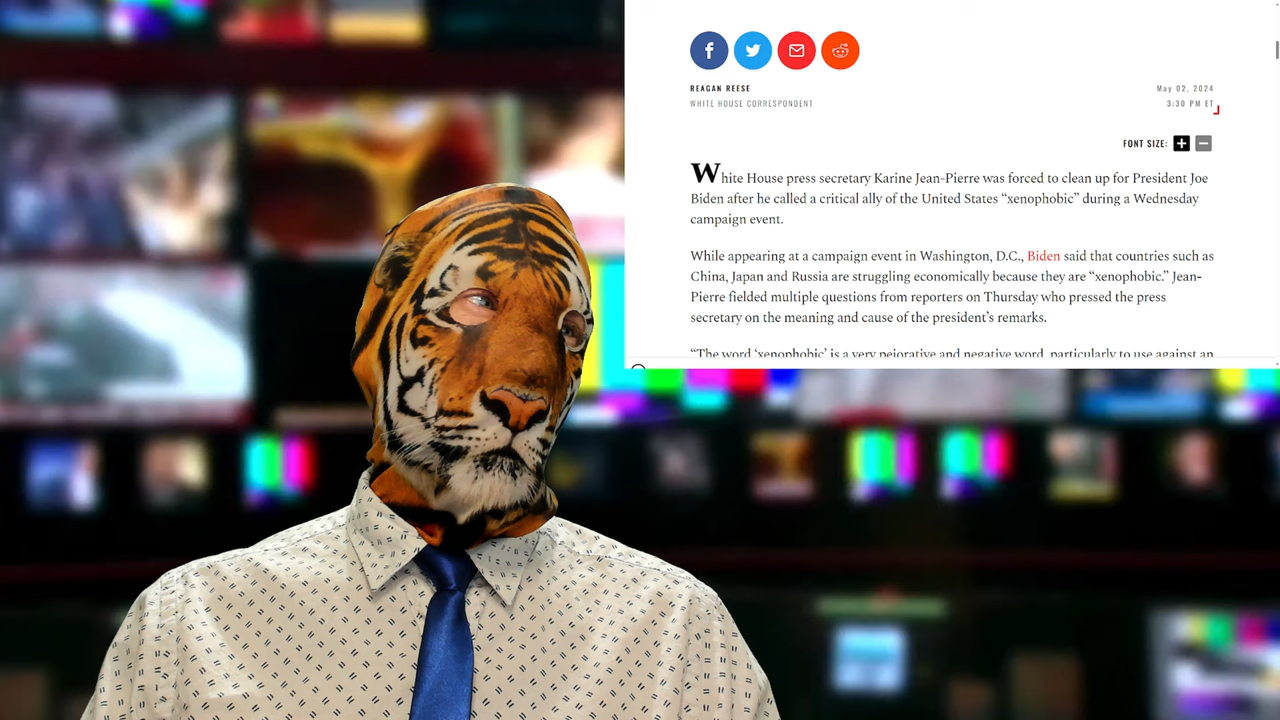 REAGAN REESE
WHITE HOUSE CORRESPONDENT
May 02, 2024
3:30 PM ET
FONT SIZE:
White House press secretary Karine Jean-Pierre was forced to clean up for President Joe
Biden after he called a critical ally of the United States “xenophobic” during a Wednesday
campaign event.
While appearing at a campaign event in Washington, D.C., Biden said that countries such as
China, Japan and Russia are struggling economically because they are “xenophobic.” Jean-
Pierre fielded multiple questions from reporters on Thursday who pressed the press
secretary on the meaning and cause of the president’s remarks.
“The word ‘xenophobic’ is a very pejorative and negative word, particularly to use against an